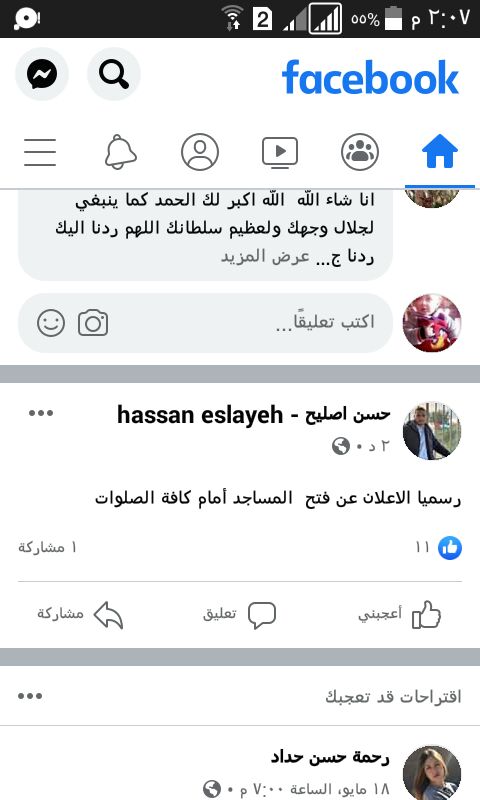 ٢:٠٧ م
٥٥%
2
facebook
انا شاء الله الله اكبر لك الحمد كما ينبغي
لجلال وجهك ولعظيم سلطانك اللهم ردنا اليك
ردنا ج... عرض المزيد
اكتب تعليقًا...
حسن اصليح - hassan eslayeh
٢ د
رسميا الاعلان عن فتح المساجد أمام كافة الصلوات
١١
١ مشاركة
أعجبني
تعليق
مشاركة
اقتراحات قد تعجبك
رحمة حسن حداد
١٨ مايو، الساعة ٧:٠٠ م